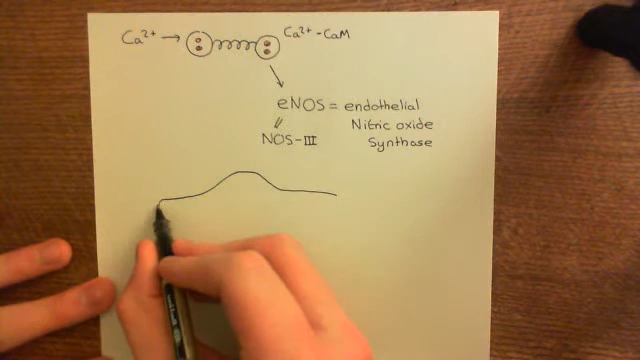 Ca²⁺ → Ca²⁺-CaM
eNOS = endothelial
Nitric oxide
Synthase
NOS-III